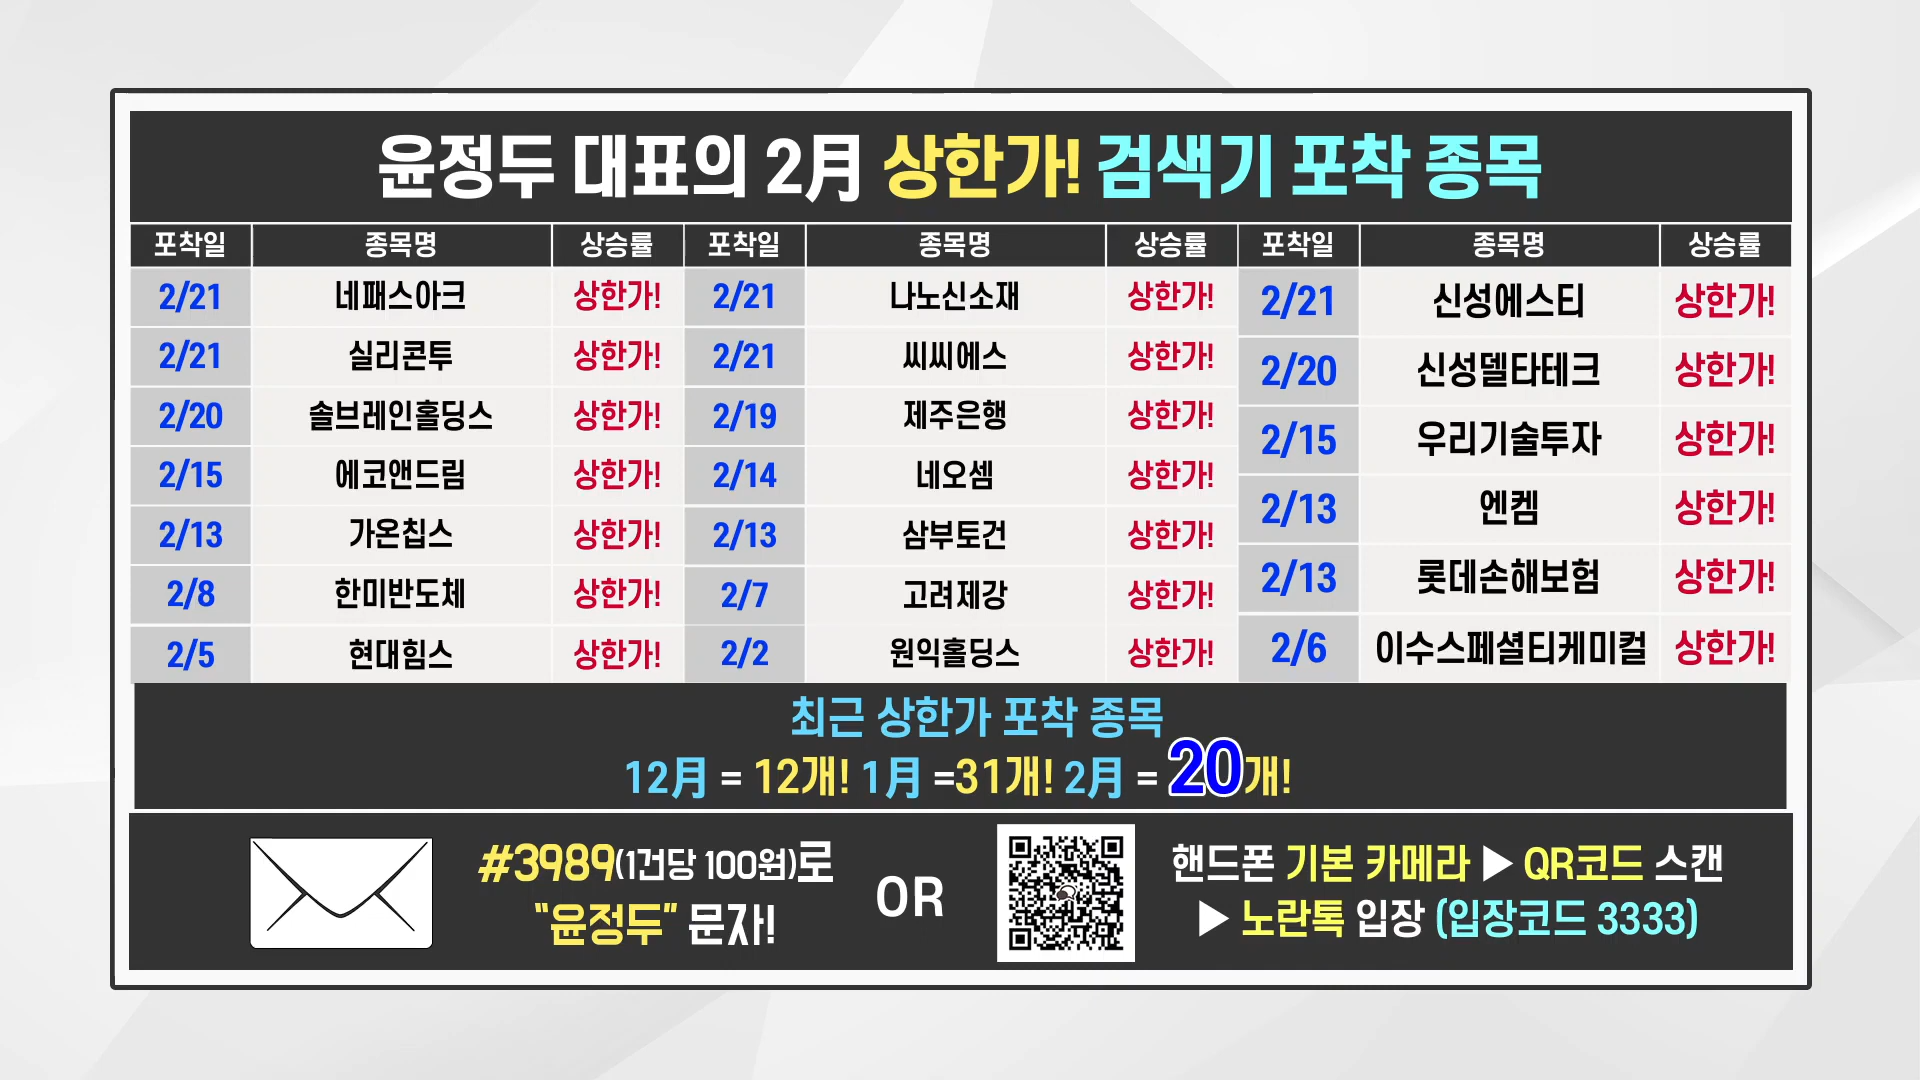 윤정두 대표의 2月 상한가! 검색기 포착 종목
포착일 종목명 상승률 포착일 종목명 상승률 포착일 종목명 상승률
2/21 네패스아크 상한가! 2/21 나노신소재 상한가! 2/21 신성에스티 상한가!
2/21 실리콘투 상한가! 2/21 씨씨에스 상한가! 2/20 신성델타테크 상한가!
2/20 솔브레인홀딩스 상한가! 2/19 제주은행 상한가! 2/15 우리기술투자 상한가!
2/15 에코앤드림 상한가! 2/14 네오셈 상한가! 2/13 엔켐 상한가!
2/13 가온칩스 상한가! 2/13 삼부토건 상한가! 2/13 롯데손해보험 상한가!
2/8 한미반도체 상한가! 2/7 고려제강 상한가! 2/6 이수스페셜티케미컬 상한가!
2/5 현대힘스 상한가! 2/2 원익홀딩스 상한가!
최근 상한가 포착 종목
12月 = 12개! 1月 =31개! 2月 = 20개!
#3989(1건당 100원)로
“윤정두” 문자!
OR
핸드폰 기본 카메라 ▶ QR코드 스캔
▶ 노란톡 입장 (입장코드 3333)